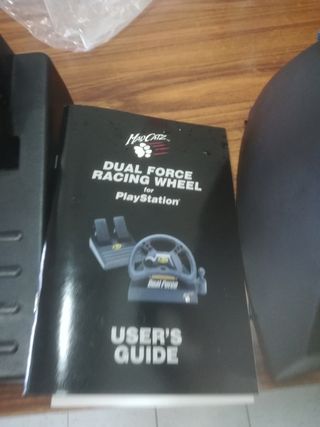 MADCATZ
DUAL FORCE
RACING WHEEL
for
PlayStation
Dual Force
USER'S
GUIDE